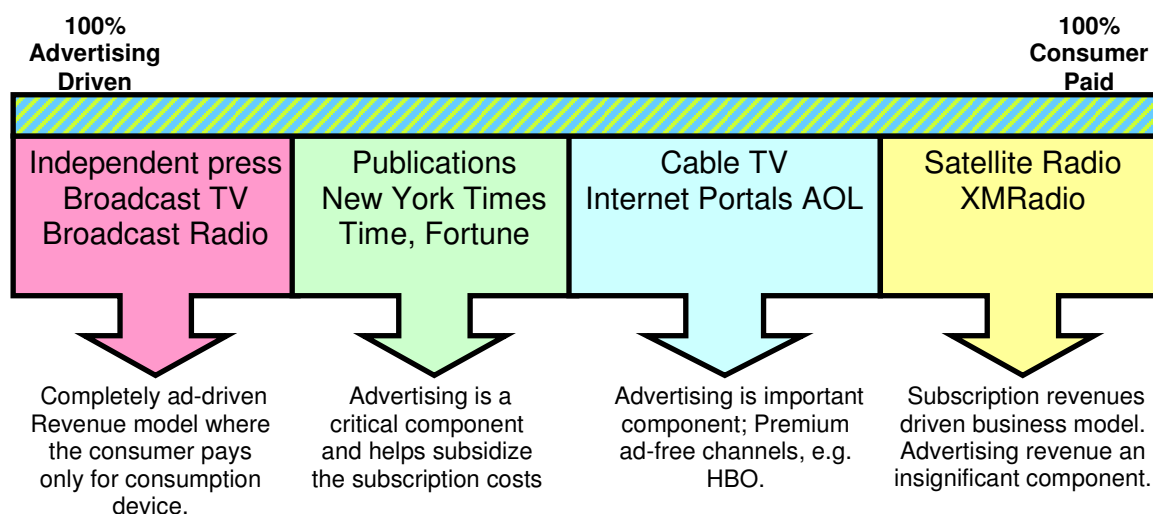 100%
Advertising
Driven
100%
Consumer
Paid
Independent press
Broadcast TV
Broadcast Radio
Publications
New York Times
Time, Fortune
Cable TV
Internet Portals AOL
Satellite Radio
XMRadio
Completely ad-driven
Revenue model where
the consumer pays
only for consumption
device.
Advertising is a
critical component
and helps subsidize
the subscription costs
Advertising is important
component; Premium
ad-free channels, e.g.
HBO.
Subscription revenues
driven business model.
Advertising revenue an
insignificant component.